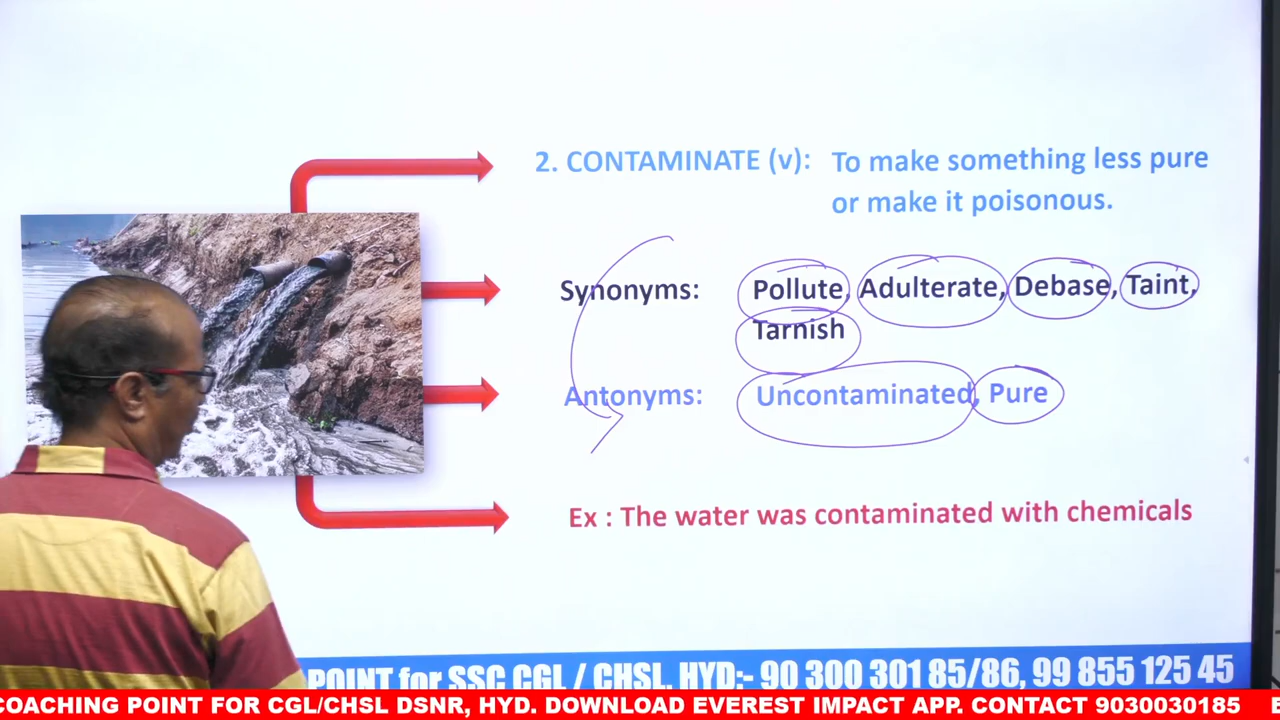 2. CONTAMINATE (v): To make something less pure
or make it poisonous.
Synonyms: Pollute, Adulterate, Debase, Taint,
Tarnish
Antonyms: Uncontaminated, Pure
Ex : The water was contaminated with chemicals
POINT for SSC CGL / CHSL, HYD:- 90 300 301 85/86, 99 855 125 45
COACHING POINT FOR CGL/CHSL DSNR, HYD. DOWNLOAD EVEREST IMPACT APP. CONTACT 9030030185